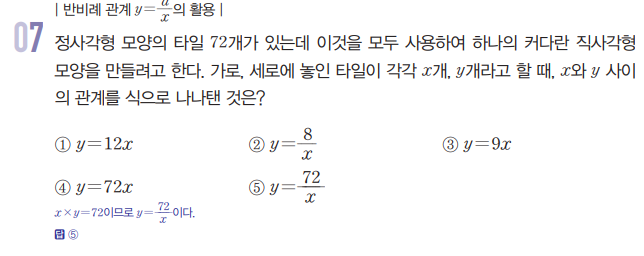 | 반비례 관계 y=a/x의 활용 |
07 정사각형 모양의 타일 72개가 있는데 이것을 모두 사용하여 하나의 커다란 직사각형
모양을 만들려고 한다. 가로, 세로에 놓인 타일이 각각 x개, y개라고 할 때, x와 y 사이
의 관계를 식으로 나나탠 것은?
① y=12x ② y=8/x ③ y=9x
④ y=72x ⑤ y=72/x
x×y=72이므로 y=72/x이다.
답 ⑤